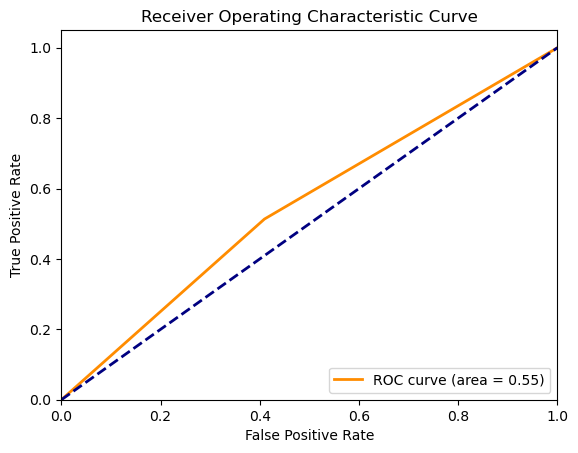 Receiver Operating Characteristic Curve
True Positive Rate
1.0
0.8
0.6
0.4
0.2
0.0
ROC curve (area = 0.55)
0.0 0.2 0.4 0.6 0.8 1.0
False Positive Rate